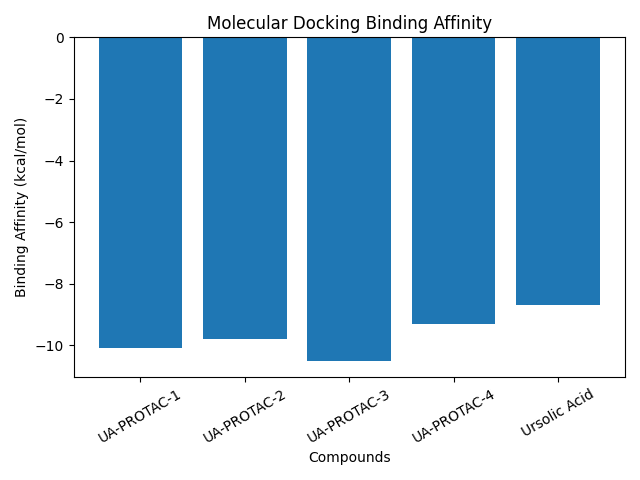 Molecular Docking Binding Affinity
Binding Affinity (kcal/mol)
0
−2
−4
−6
−8
−10
UA-PROTAC-1
UA-PROTAC-2
UA-PROTAC-3
UA-PROTAC-4
Ursolic Acid
Compounds